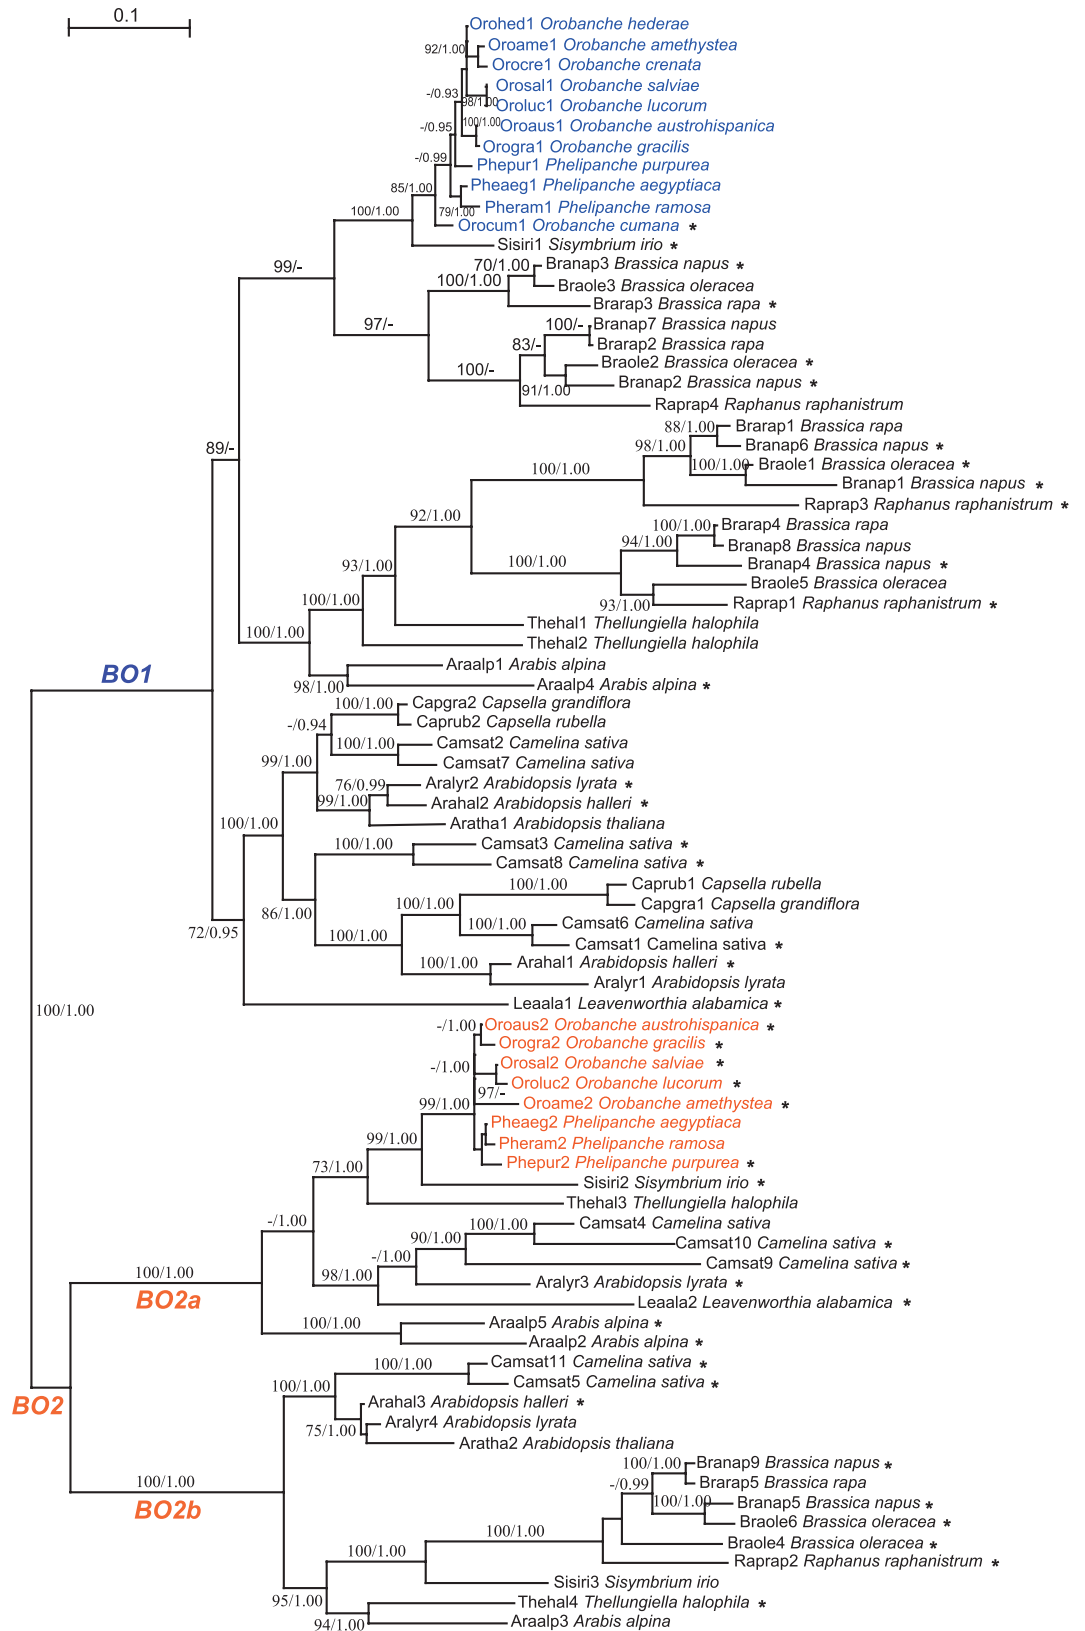 0.1
Orohed1 Orobanche hederae
92/1.00
Oroame1 Orobanche amethystea
Orocre1 Orobanche crenata
-/0.93
Orosal1 Orobanche salviae
98/1.00
Oroluc1 Orobanche lucorum
100/1.00
-/0.95
Oroaus1 Orobanche austrohispanica
Orogra1 Orobanche gracilis
-/0.99
Phepur1 Phelipanche purpurea
85/1.00
Pheaeg1 Phelipanche aegyptiaca
79/1.00
Pheram1 Phelipanche ramosa
100/1.00
Orocum1 Orobanche cumana *
Sisiri1 Sisymbrium irio *
99/-
70/1.00
Branap3 Brassica napus *
100/1.00
Braole3 Brassica oleracea
Brarap3 Brassica rapa *
97/-
100/-
Branap7 Brassica napus
83/-
Brarap2 Brassica rapa
Braole2 Brassica oleracea *
100/-
91/1.00
Branap2 Brassica napus *
Raprap4 Raphanus raphanistrum
89/-
88/1.00
Brarap1 Brassica rapa
98/1.00
Branap6 Brassica napus *
100/1.00
Braole1 Brassica oleracea *
100/1.00
Branap1 Brassica napus *
Raprap3 Raphanus raphanistrum *
92/1.00
100/1.00
Brarap4 Brassica rapa
94/1.00
Branap8 Brassica napus
100/1.00
Branap4 Brassica napus *
93/1.00
Braole5 Brassica oleracea
93/1.00
Raprap1 Raphanus raphanistrum *
100/1.00
Thehal1 Thellungiella halophila
100/1.00
Thehal2 Thellungiella halophila
Araalp1 Arabis alpina
98/1.00
Araalp4 Arabis alpina *
BO1
100/1.00
Capgra2 Capsella grandiflora
-/0.94
Caprub2 Capsella rubella
100/1.00
Camsat2 Camelina sativa
99/1.00
Camsat7 Camelina sativa
76/0.99
Aralyr2 Arabidopsis lyrata *
99/1.00
Arahal2 Arabidopsis halleri *
100/1.00
Aratha1 Arabidopsis thaliana
100/1.00
Camsat3 Camelina sativa *
Camsat8 Camelina sativa *
100/1.00
Caprub1 Capsella rubella
86/1.00
100/1.00
Capgra1 Capsella grandiflora
100/1.00
Camsat6 Camelina sativa
72/0.95
100/1.00
Camsat1 Camelina sativa *
100/1.00
Arahal1 Arabidopsis halleri *
Aralyr1 Arabidopsis lyrata
Leaala1 Leavenworthia alabamica *
100/1.00
-/1.00
Oroaus2 Orobanche austrohispanica *
Orogra2 Orobanche gracilis *
-/1.00
Orosal2 Orobanche salviae *
Oroluc2 Orobanche lucorum *
97/-
99/1.00
Oroame2 Orobanche amethystea *
Pheaeg2 Phelipanche aegyptiaca
99/1.00
Pheram2 Phelipanche ramosa
Phepur2 Phelipanche purpurea *
73/1.00
Sisiri2 Sisymbrium irio *
Thehal3 Thellungiella halophila
-/1.00
100/1.00
Camsat4 Camelina sativa
90/1.00
Camsat10 Camelina sativa *
-/1.00
Camsat9 Camelina sativa *
100/1.00
98/1.00
Aralyr3 Arabidopsis lyrata *
BO2a
Leaala2 Leavenworthia alabamica *
100/1.00
Araalp5 Arabis alpina *
Araalp2 Arabis alpina *
100/1.00
Camsat11 Camelina sativa *
100/1.00
Camsat5 Camelina sativa *
BO2
Arahal3 Arabidopsis halleri *
75/1.00
Aralyr4 Arabidopsis lyrata
Aratha2 Arabidopsis thaliana
100/1.00
Branap9 Brassica napus *
100/1.00
-/0.99
Brarap5 Brassica rapa
BO2b
100/1.00
Branap5 Brassica napus *
Braole6 Brassica oleracea *
100/1.00
Braole4 Brassica oleracea *
100/1.00
Raprap2 Raphanus raphanistrum *
Sisiri3 Sisymbrium irio
95/1.00
Thehal4 Thellungiella halophila *
94/1.00
Araalp3 Arabis alpina